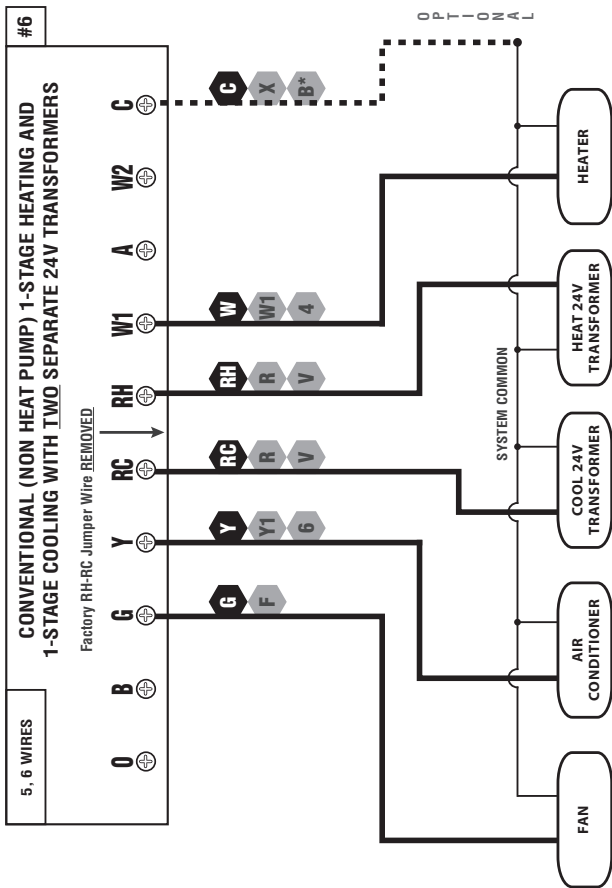 5, 6 WIRES
#6
CONVENTIONAL (NON HEAT PUMP) 1-STAGE HEATING AND
1-STAGE COOLING WITH TWO SEPARATE 24V TRANSFORMERS
Factory RH-RC Jumper Wire REMOVED
O B G Y RC RH W1 A W2 C
G Y RC RH W C
F Y1 R R W1 X
6 V V 4 B*
OPTIONAL
SYSTEM COMMON
FAN
AIR
CONDITIONER
COOL 24V
TRANSFORMER
HEAT 24V
TRANSFORMER
HEATER